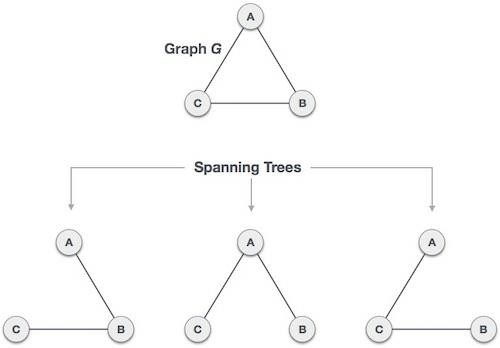 A
Graph G
C B
Spanning Trees
A A A
C B C B C B